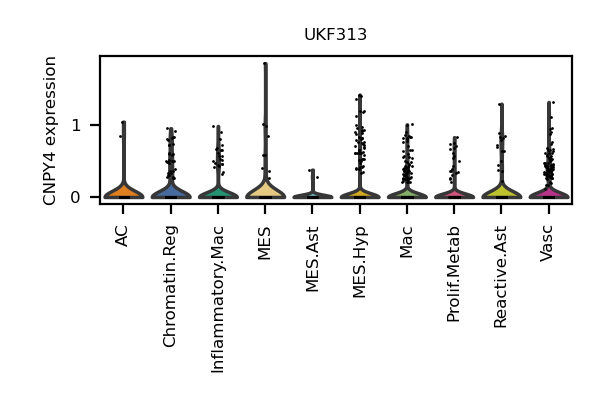 UKF313
CNPY4 expression
1
0
AC
Chromatin.Reg
Inflammatory.Mac
MES
MES.Ast
MES.Hyp
Mac
Prolif.Metab
Reactive.Ast
Vasc